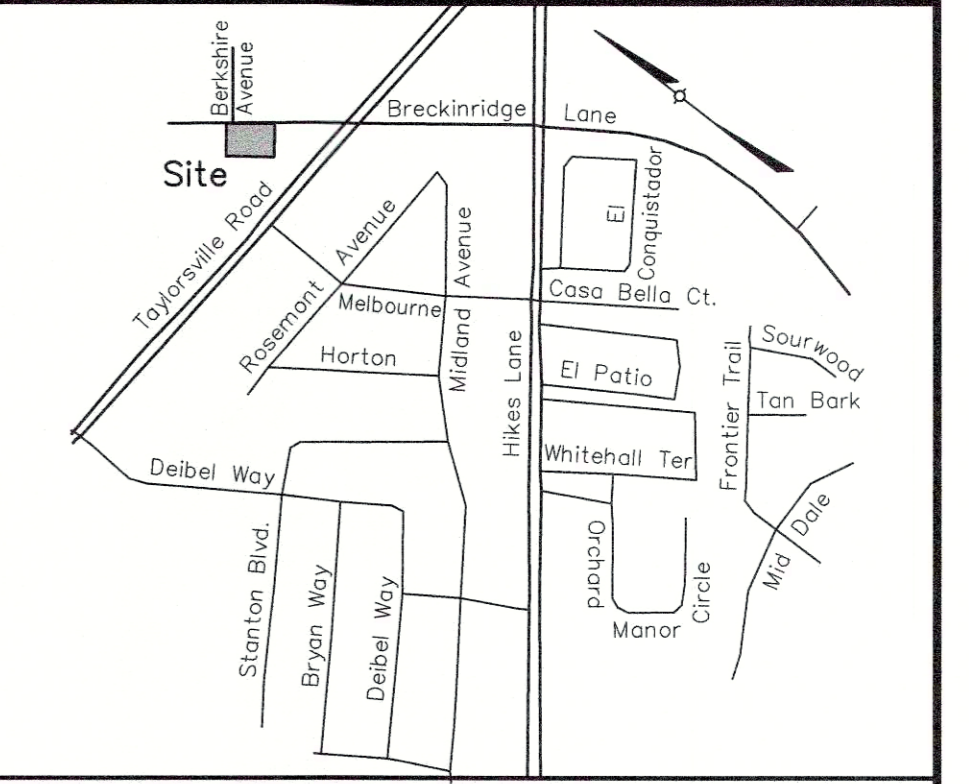 Berkshire
Avenue
Breckinridge Lane
Site
Taylorsville Road
El
Conquistador
Rosemont Avenue
Midland Avenue
Melbourne
Casa Bella Ct.
Horton
Hikes Lane
El Patio
Frontier Trail
Sourwood
Tan Bark
Whitehall Ter
Deibel Way
Mid Dale
Stanton Blvd.
Bryan Way
Deibel Way
Orchard
Manor
Circle